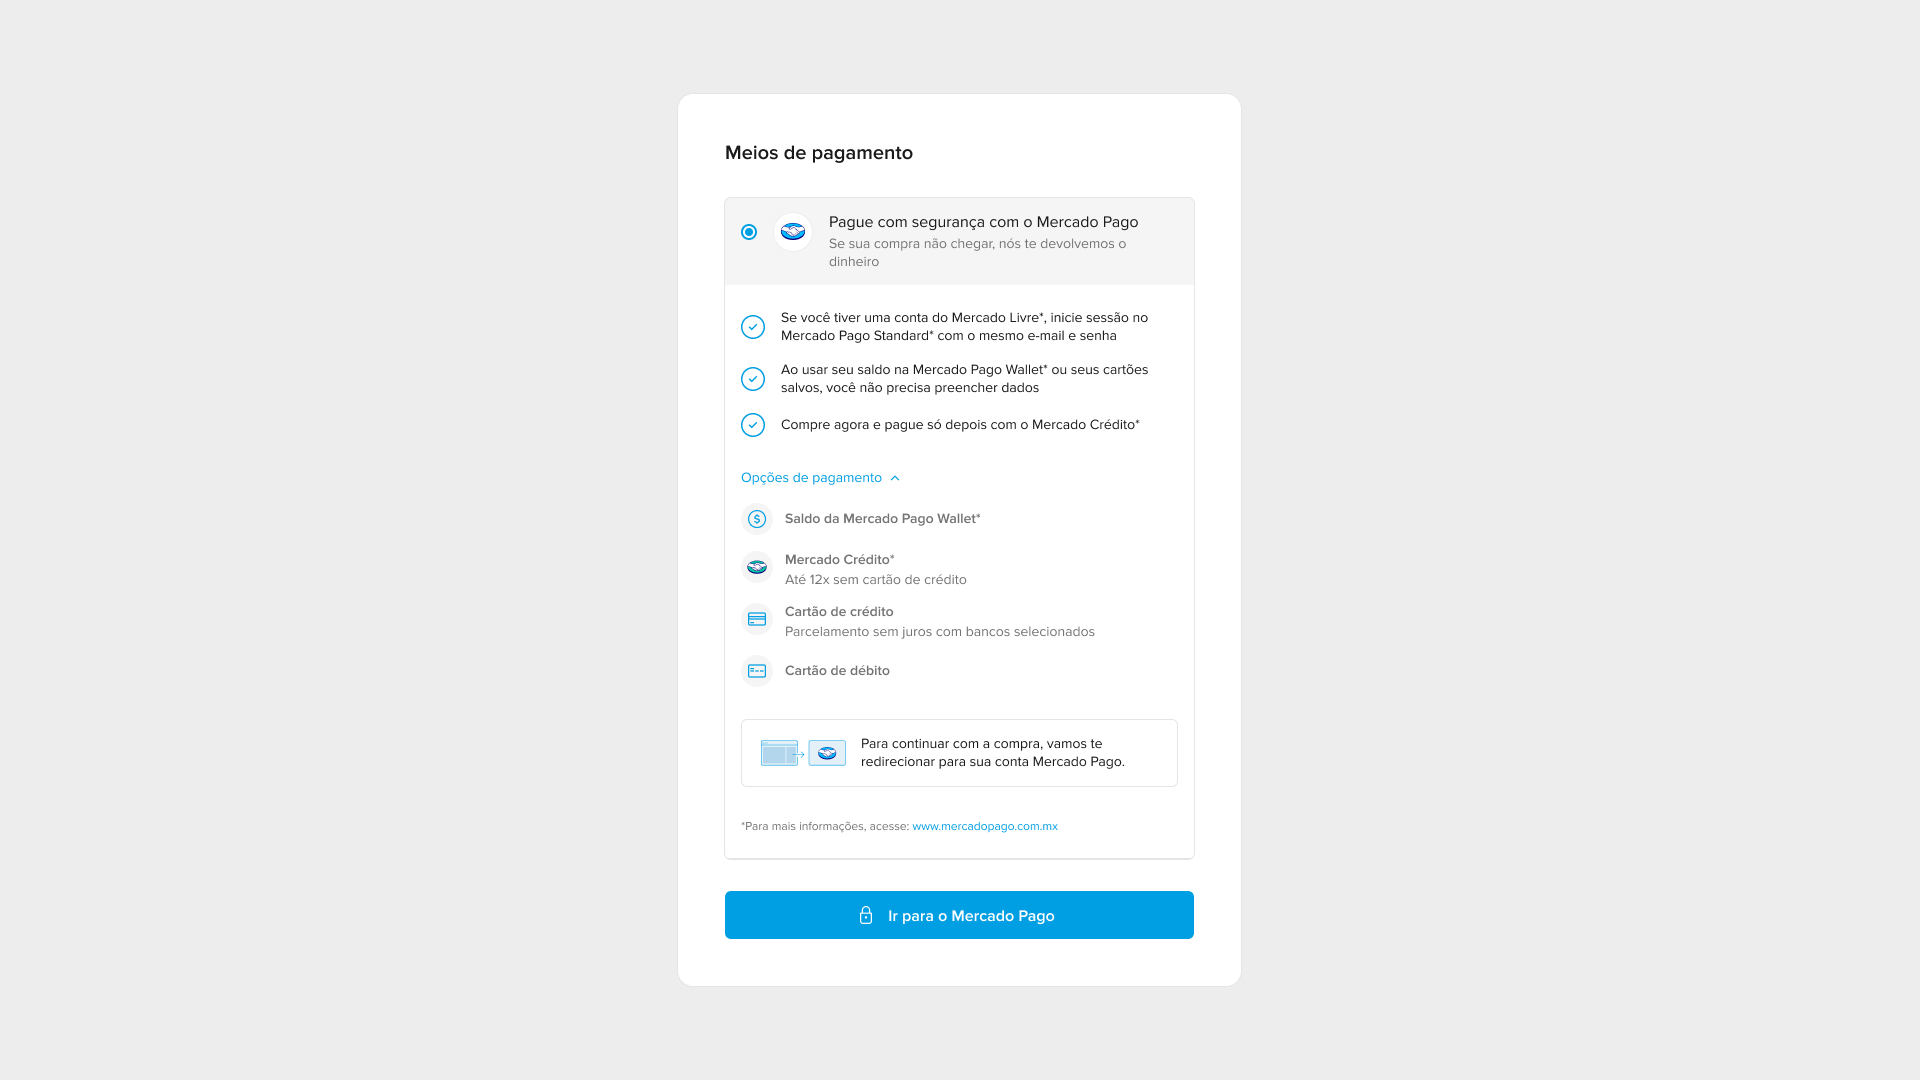 Meios de pagamento
Pague com segurança com o Mercado Pago
Se sua compra não chegar, nós te devolvemos o
dinheiro
Se você tiver uma conta do Mercado Livre*, inicie sessão no
Mercado Pago Standard* com o mesmo e-mail e senha
Ao usar seu saldo na Mercado Pago Wallet* ou seus cartões
salvos, você não precisa preencher dados
Compre agora e pague só depois com o Mercado Crédito*
Opções de pagamento
Saldo da Mercado Pago Wallet*
Mercado Crédito*
Até 12x sem cartão de crédito
Cartão de crédito
Parcelamento sem juros com bancos selecionados
Cartão de débito
Para continuar com a compra, vamos te
redirecionar para sua conta Mercado Pago.
*Para mais informações, acesse: www.mercadopago.com.mx
Ir para o Mercado Pago